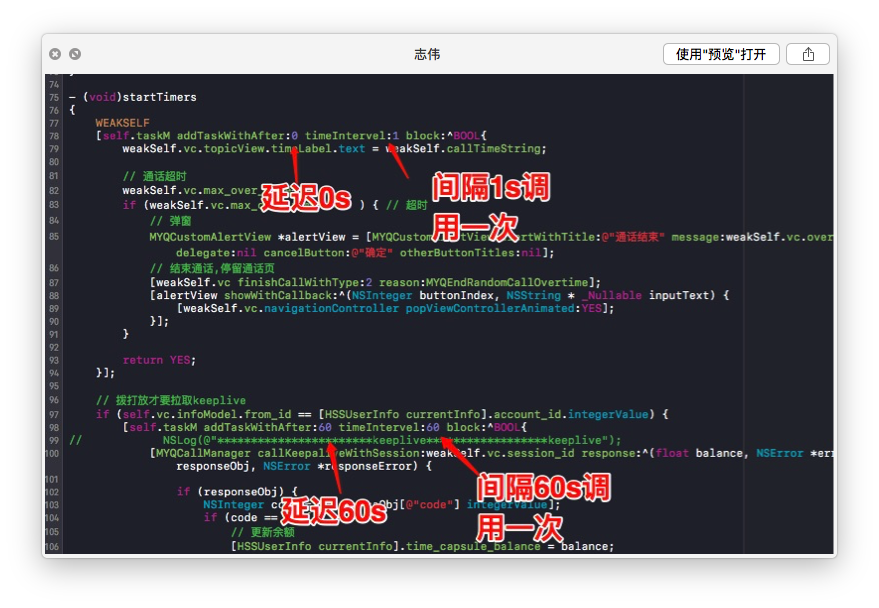 志伟
使用"预览"打开
74
75 - (void)startTimers
76 {
77 WEAKSELF
78 [self.taskM addTaskWithAfter:0 timeIntervel:1 block:^BOOL{
79 weakSelf.vc.topicView.timeLabel.text = weakSelf.callTimeString;
80
81 // 通话超时
82 weakSelf.vc.max_over_
延迟0s
间隔1s调
83 if (weakSelf.vc.max_ ) { // 超时
用一次
84 // 弹窗
85 MYQCustomAlertView *alertView = [MYQCustom tView rtWithTitle:@"通话结束" message:weakSelf.vc.over
delegate:nil cancelButton:@"确定" otherButtonTitles:nil];
86 // 结束通话,停留通话页
87 [weakSelf.vc finishCallWithType:2 reason:MYQEndRandomCallOvertime];
88 [alertView showWithCallback:^(NSInteger buttonIndex, NSString * _Nullable inputText) {
89 [weakSelf.vc.navigationController popViewControllerAnimated:YES];
90 }];
91 }
92
93 return YES;
94 }];
95
96 // 拨打放才要拉取keeplive
97 if (self.vc.infoModel.from_id == [HSSUserInfo currentInfo].account_id.integerValue) {
98 [self.taskM addTaskWithAfter:60 timeIntervel:60 block:^BOOL{
99 // NSLog(@"***********************keeplive******************keeplive");
100 [MYQCallManager callKeepaliveWithSession:weakSelf.vc.session_id response:^(float balance, NSError *err
responseObj, NSError *responseError) {
101
102 if (responseObj) {
间隔60s调
103 NSInteger co Obj[@"code"] integerValue];
延迟60s
104 if (code ==
用一次
105 // 更新余额
106 [HSSUserInfo currentInfo].time_capsule_balance = balance;